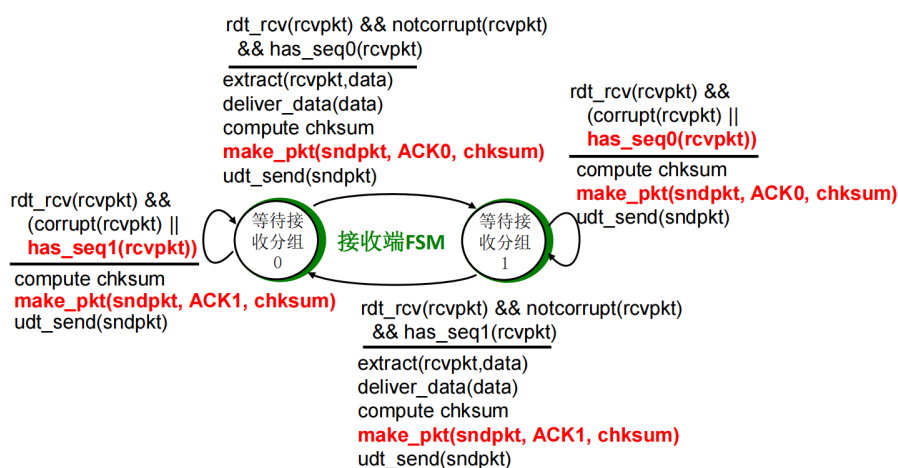 rdt_rcv(rcvpkt) && notcorrupt(rcvpkt)
&& has_seq0(rcvpkt)
extract(rcvpkt,data)
deliver_data(data)
compute chksum
make_pkt(sndpkt, ACK0, chksum)
udt_send(sndpkt)
rdt_rcv(rcvpkt) &&
(corrupt(rcvpkt) ||
has_seq0(rcvpkt))
compute chksum
make_pkt(sndpkt, ACK0, chksum)
udt_send(sndpkt)
rdt_rcv(rcvpkt) &&
(corrupt(rcvpkt) ||
has_seq1(rcvpkt))
compute chksum
make_pkt(sndpkt, ACK1, chksum)
udt_send(sndpkt)
等待接
收分组
0
接收端FSM
等待接
收分组
1
rdt_rcv(rcvpkt) && notcorrupt(rcvpkt)
&& has_seq1(rcvpkt)
extract(rcvpkt,data)
deliver_data(data)
compute chksum
make_pkt(sndpkt, ACK1, chksum)
udt_send(sndpkt)